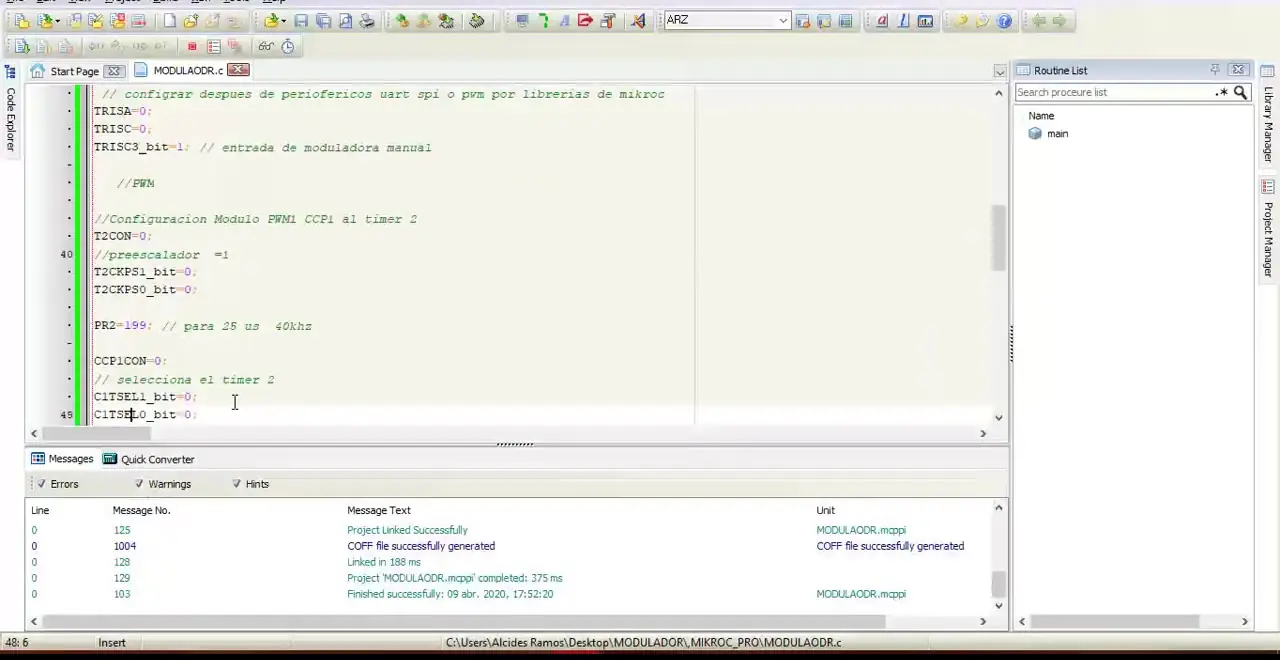 ARZ
Start Page
MODULAODR.c
Routine List
Code Explorer
// configrar despues de periofericos uart spi o pvm por librerias de mikroc
TRISA=0;
TRISC=0;
TRISC3_bit=1; // entrada de moduladora manual
//PWM
//Configuracion Modulo PWM1 CCP1 al timer 2
T2CON=0;
40
//preescalador =1
T2CKPS1_bit=0;
T2CKPS0_bit=0;
PR2=199; // para 25 us 40khz
CCP1CON=0;
// selecciona el timer 2
C1TSEL1_bit=0;
49
C1TSEL0_bit=0;
Search proceure list
Name
main
Library Manager
Project Manager
Messages
Quick Converter
Errors
Warnings
Hints
Line Message No. Message Text Unit
0 125 Project Linked Successfully MODULAODR.mcppi
0 1004 COFF file successfully generated COFF file successfully generated
0 128 Linked in 188 ms
0 129 Project 'MODULAODR.mcppi' completed: 375 ms
0 103 Finished successfully: 09 abr. 2020, 17:52:20 MODULAODR.mcppi
48: 6 Insert C:\Users\Alcides Ramos\Desktop\MODULADOR\,MIKROC_PRO\MODULAODR.c